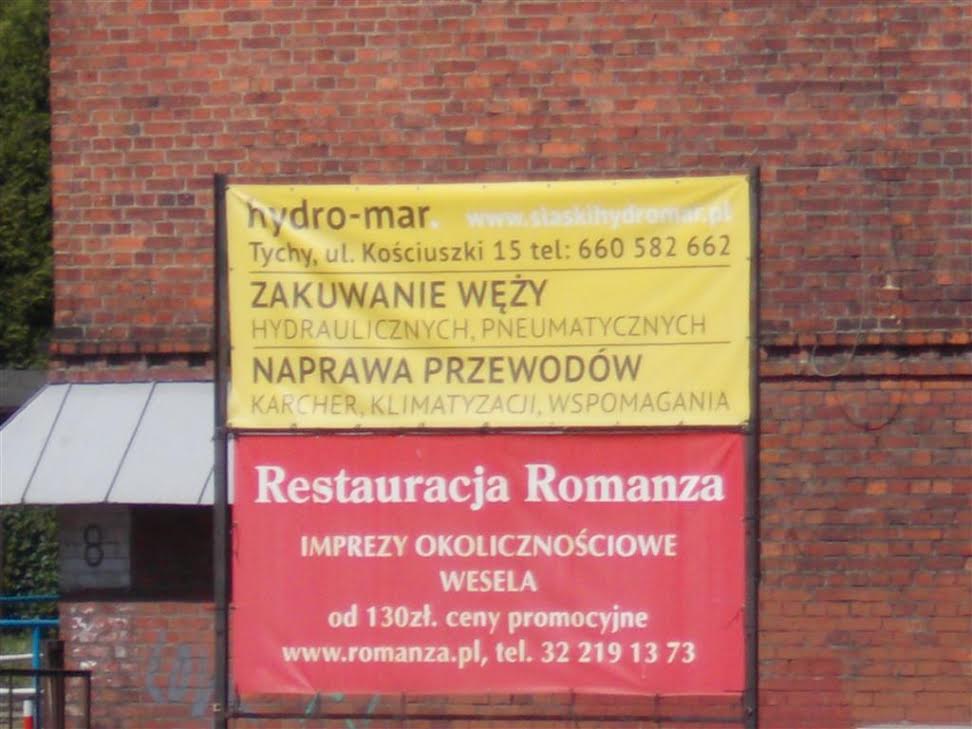 hydro-mar. www.slaskihydromar.pl
Tychy, ul. Kościuszki 15 tel: 660 582 662
ZAKUWANIE WĘŻY
HYDRAULICZNYCH, PNEUMATYCZNYCH
NAPRAWA PRZEWODÓW
KARCHER, KLIMATYZACJI, WSPOMAGANIA
Restauracja Romanza
IMPREZY OKOLICZNOŚCIOWE
WESELA
od 130zł. ceny promocyjne
www.romanza.pl, tel. 32 219 13 73
8